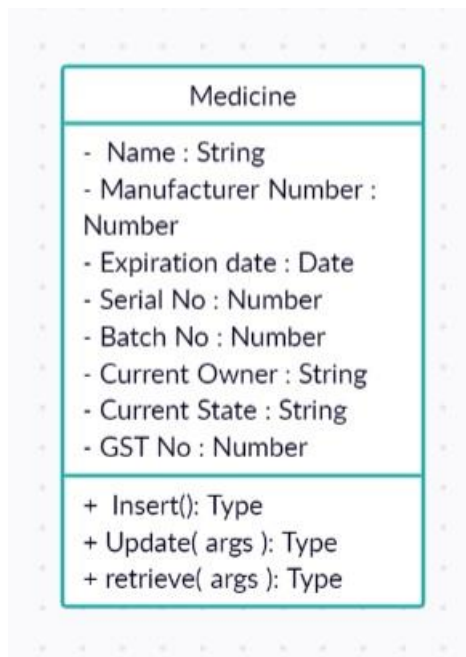 Medicine
- Name : String
- Manufacturer Number :
Number
- Expiration date : Date
- Serial No : Number
- Batch No : Number
- Current Owner : String
- Current State : String
- GST No : Number
+ Insert(): Type
+ Update( args ): Type
+ retrieve( args ): Type